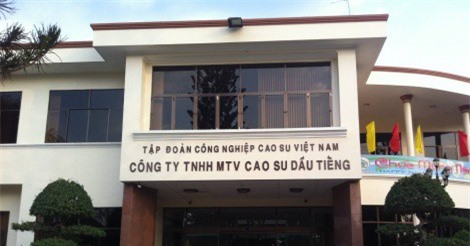 TẬP ĐOÀN CÔNG NGHIỆP CAO SU VIỆT NAM
CÔNG TY TNHH MTV CAO SU DẦU TIẾNG